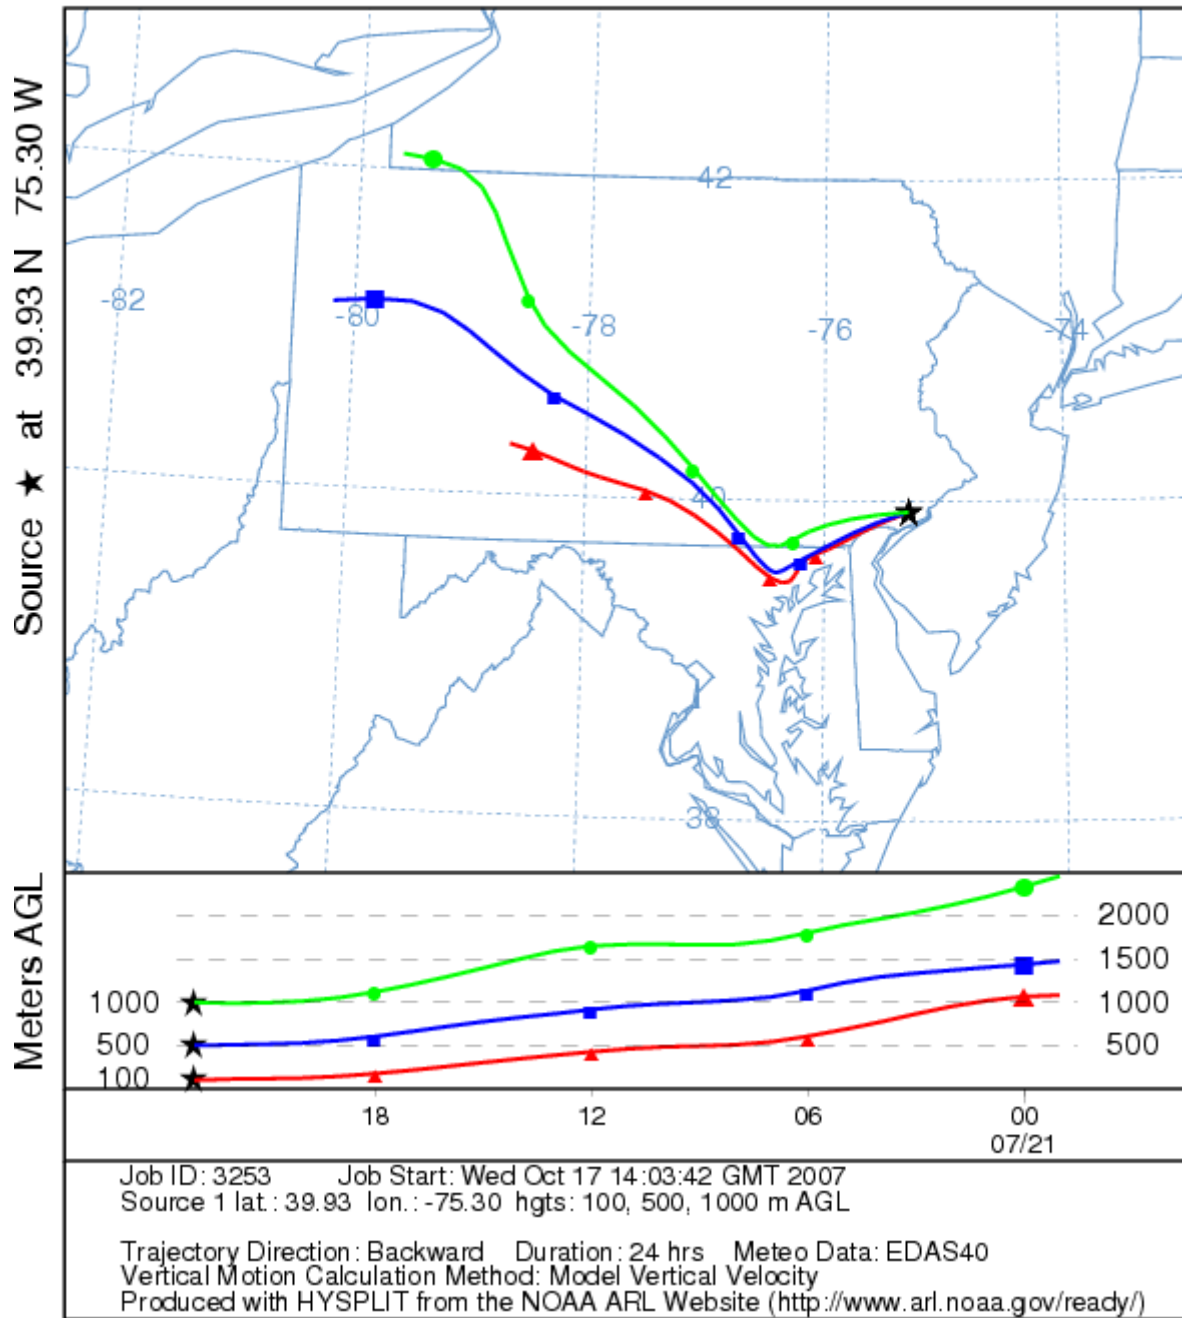 Source ★ at 39.93 N 75.30 W
42
-82
-80
-78
-76
-74
40
38
Meters AGL
2000
1500
1000
1000
500
500
100
18
12
06
00
07/21
Job ID: 3253 Job Start: Wed Oct 17 14:03:42 GMT 2007
Source 1 lat.: 39.93 lon.: -75.30 hgts: 100, 500, 1000 m AGL
Trajectory Direction: Backward Duration: 24 hrs Meteo Data: EDAS40
Vertical Motion Calculation Method: Model Vertical Velocity
Produced with HYSPLIT from the NOAA ARL Website (http://www.arl.noaa.gov/ready/)